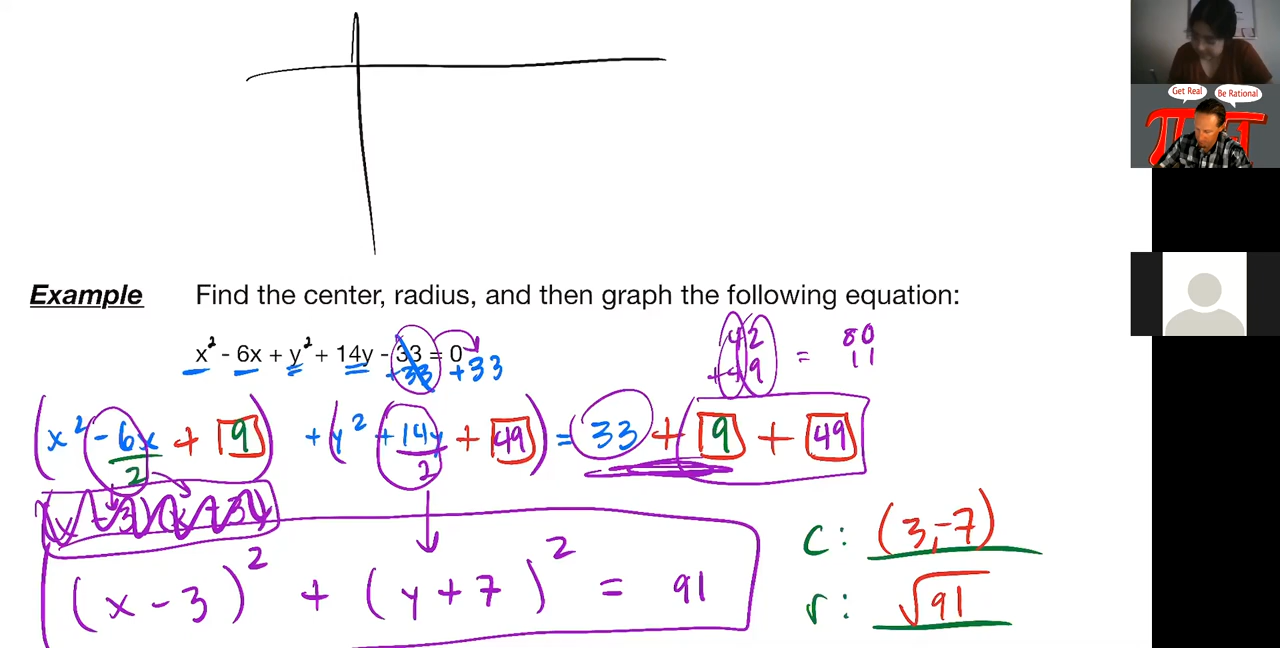 Get Real
Be Rational
Example Find the center, radius, and then graph the following equation:
x² - 6x + y² + 14y - 33 = 0
+33 +33
42
+49 = 80
11
(x² - 6x + 9) + (y² + 14y + 49) = 33 + 9 + 49
2 2
(x - 3)² + (y + 7)² = 91
C: (3, -7)
r: √91